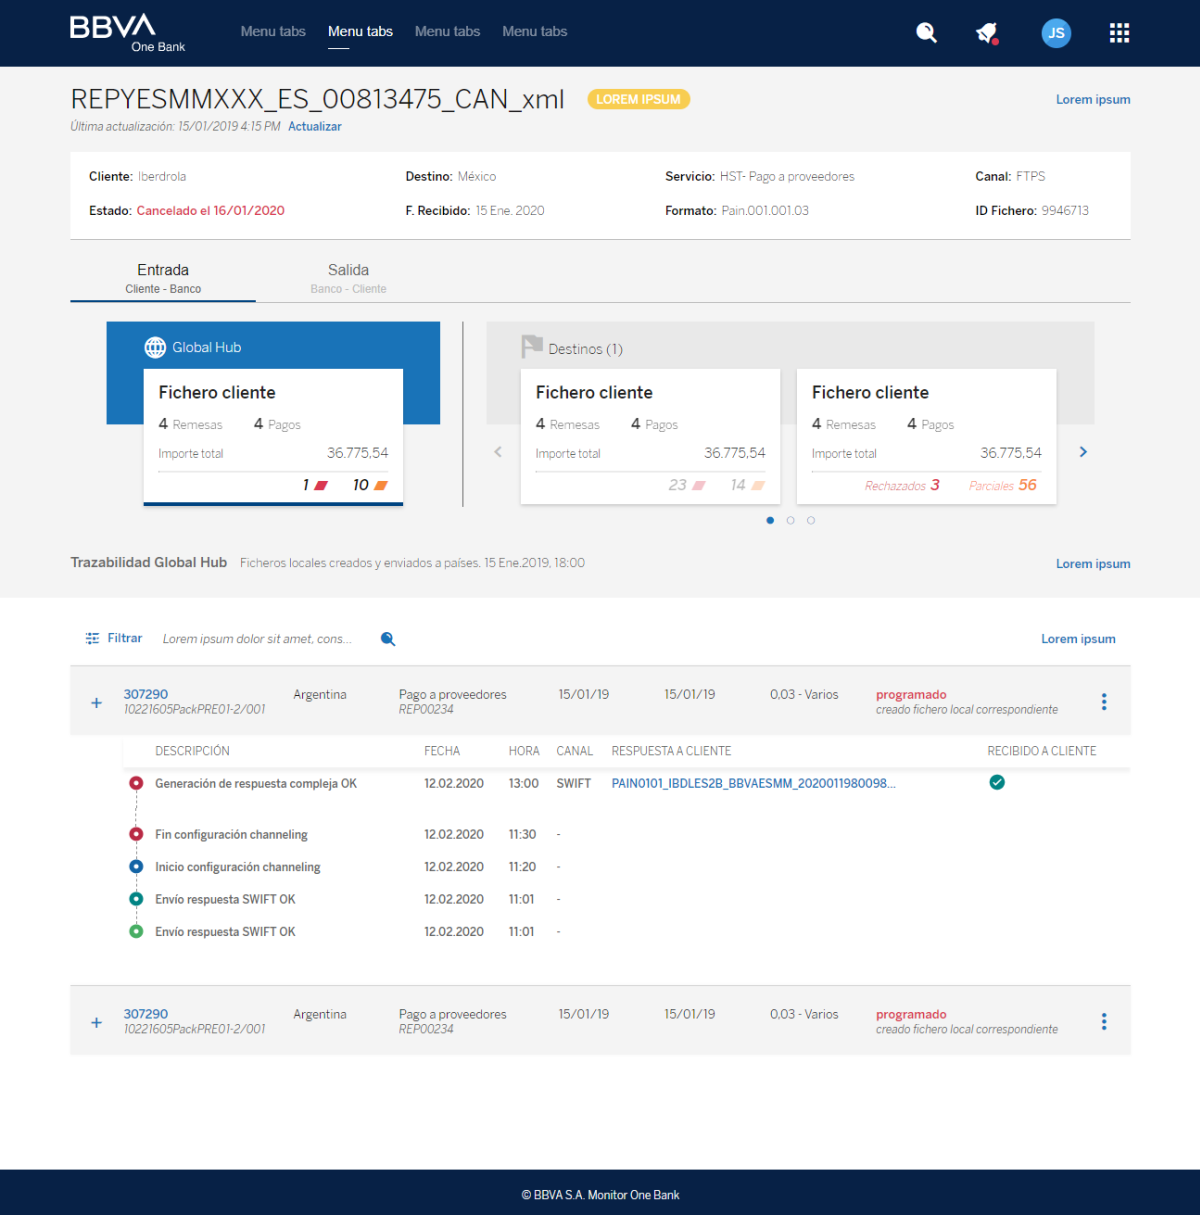 BBVA
One Bank
Menu tabs Menu tabs Menu tabs Menu tabs
JS
REPYESMMXXX_ES_00813475_CAN_xml LOREM IPSUM Lorem ipsum
Última actualización: 15/01/2019 4:15 PM Actualizar
Cliente: Iberdrola Destino: México Servicio: HST- Pago a proveedores Canal: FTPS
Estado: Cancelado el 16/01/2020 F. Recibido: 15 Ene. 2020 Formato: Pain.001.001.03 ID Fichero: 9946713
Entrada Salida
Cliente - Banco Banco - Cliente
Global Hub Destinos (1)
Fichero cliente Fichero cliente Fichero cliente
4 Remesas 4 Pagos 4 Remesas 4 Pagos 4 Remesas 4 Pagos
Importe total 36.775,54 Importe total 36.775,54 Importe total 36.775,54
1 10 23 14 Rechazados 3 Parciales 56
Trazabilidad Global Hub Ficheros locales creados y enviados a países. 15 Ene.2019, 18:00 Lorem ipsum
Filtrar Lorem ipsum dolor sit amet, cons... Lorem ipsum
307290 Argentina Pago a proveedores 15/01/19 15/01/19 0,03 - Varios programado
10221605PackPRE01-2/001 REP00234 creado fichero local correspondiente
DESCRIPCIÓN FECHA HORA CANAL RESPUESTA A CLIENTE RECIBIDO A CLIENTE
Generación de respuesta compleja OK 12.02.2020 13:00 SWIFT PAIN0101_IBDLES2B_BBVAESMM_2020011980098...
Fin configuración channeling 12.02.2020 11:30 -
Inicio configuración channeling 12.02.2020 11:20 -
Envío respuesta SWIFT OK 12.02.2020 11:01 -
Envío respuesta SWIFT OK 12.02.2020 11:01 -
307290 Argentina Pago a proveedores 15/01/19 15/01/19 0,03 - Varios programado
10221605PackPRE01-2/001 REP00234 creado fichero local correspondiente
© BBVA S.A. Monitor One Bank